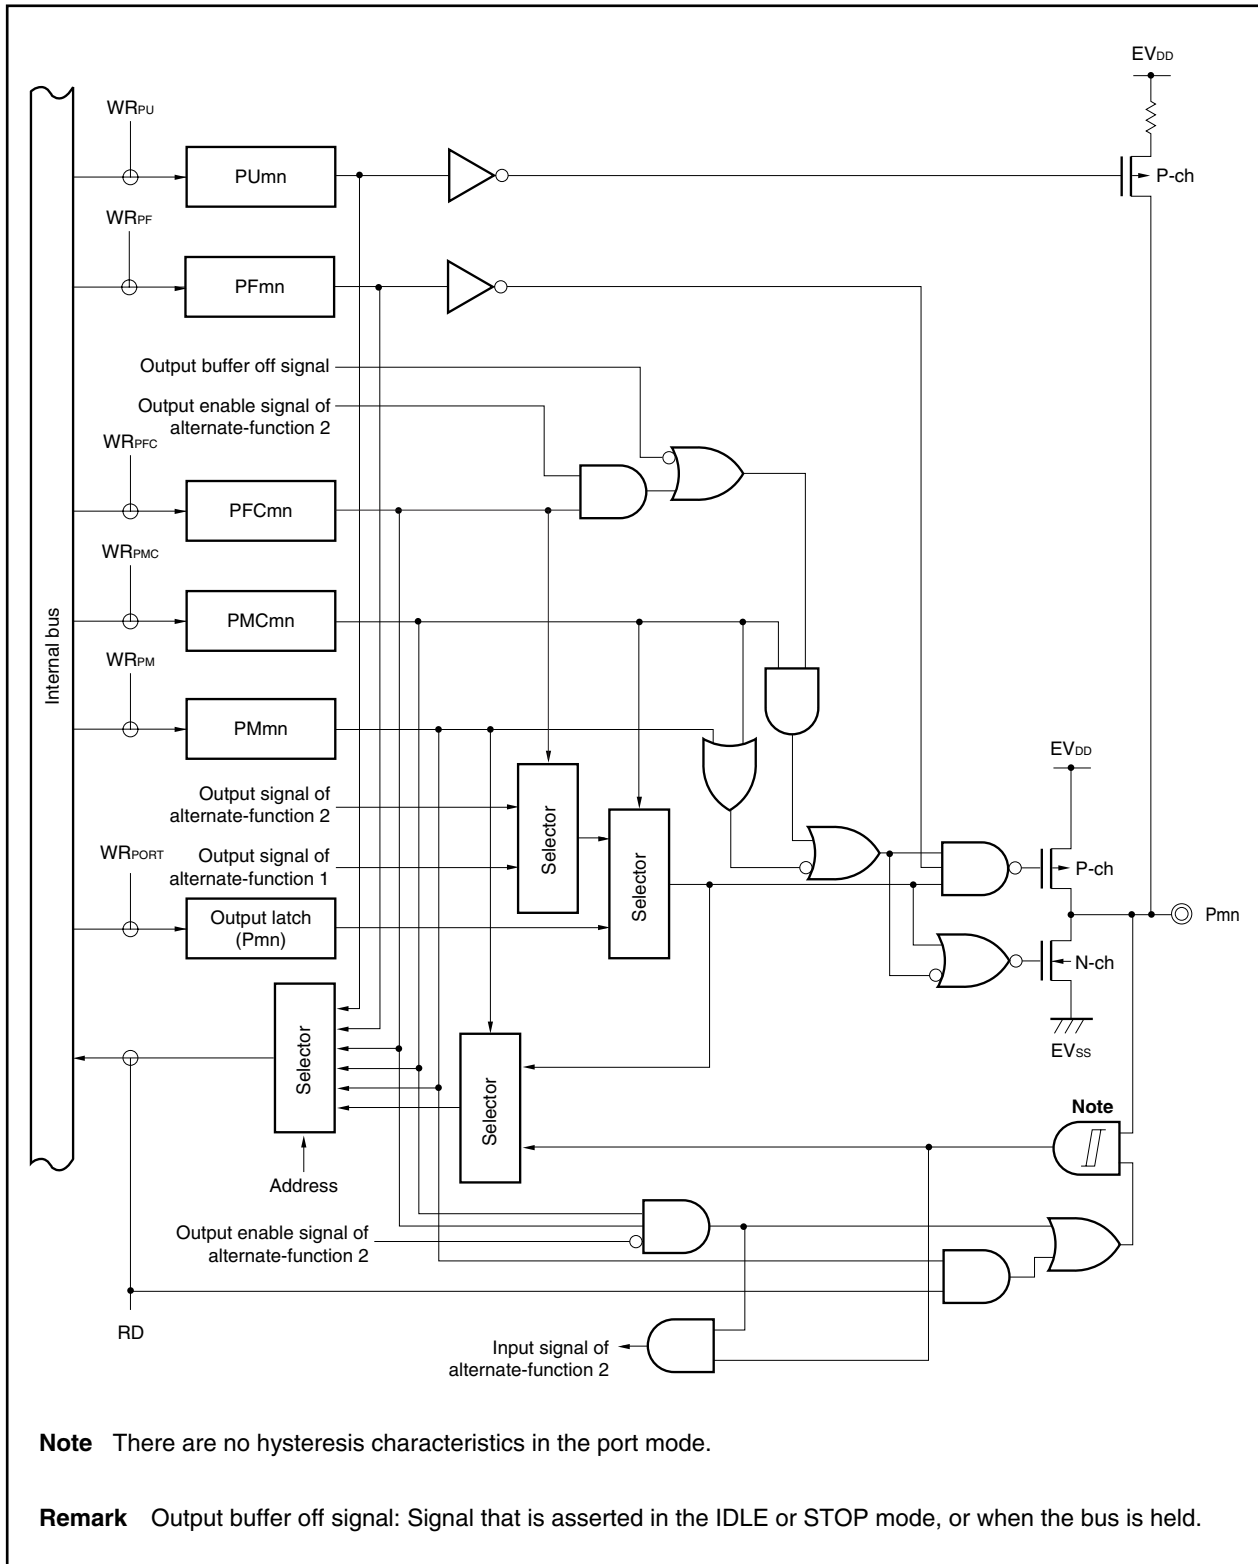 EVDD
WRPU
PUmn
P-ch
WRPF
PFmn
Output buffer off signal
Output enable signal of
alternate-function 2
WRPFC
PFCmn
WRPMC
PMCmn
Internal bus
WRPM
PMmn
EVDD
Output signal of
alternate-function 2
Selector
Selector
WRPORT
Output signal of
alternate-function 1
P-ch
Output latch
(Pmn)
Pmn
N-ch
Selector
Selector
EVSS
Note
Address
Output enable signal of
alternate-function 2
RD
Input signal of
alternate-function 2
Note There are no hysteresis characteristics in the port mode.
Remark Output buffer off signal: Signal that is asserted in the IDLE or STOP mode, or when the bus is held.